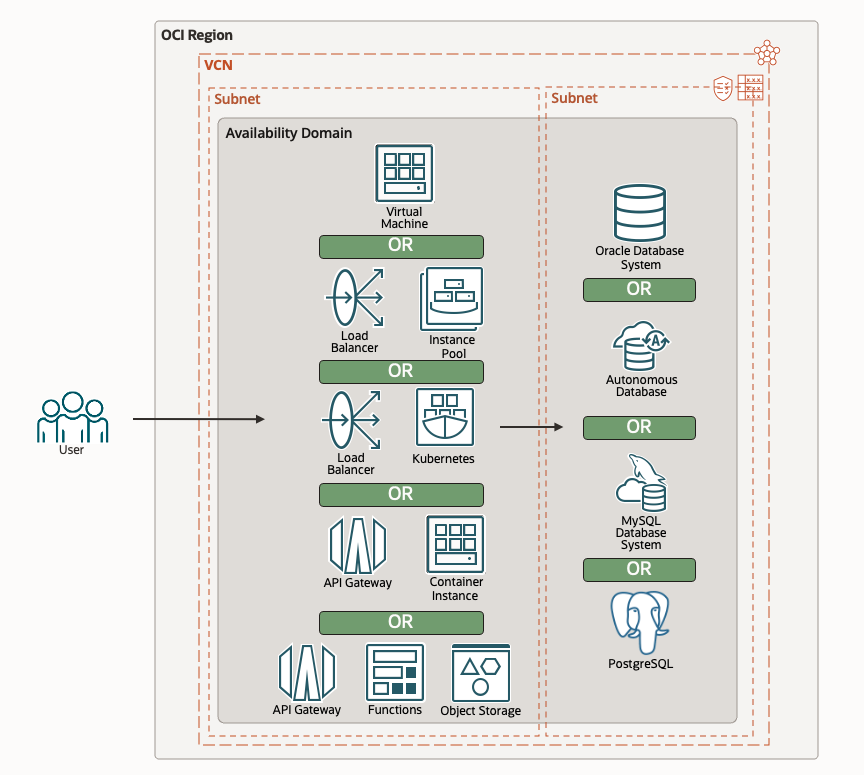 OCI Region
VCN
Subnet
Subnet
Availability Domain
Virtual
Machine
OR
Load
Balancer
Instance
Pool
OR
Load
Balancer
Kubernetes
OR
API Gateway
Container
Instance
OR
API Gateway
Functions
Object Storage
User
Oracle Database
System
OR
A
Autonomous
Database
OR
MySQL
Database
System
OR
PostgreSQL